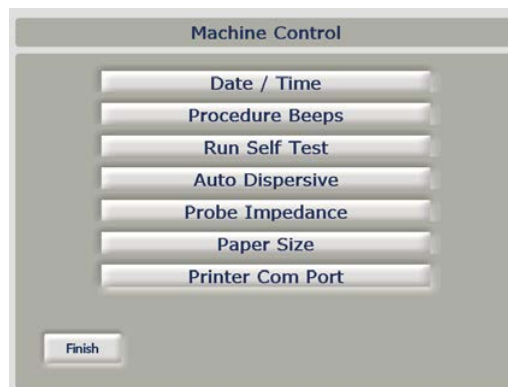 Machine Control
Date / Time
Procedure Beeps
Run Self Test
Auto Dispersive
Probe Impedance
Paper Size
Printer Com Port
Finish